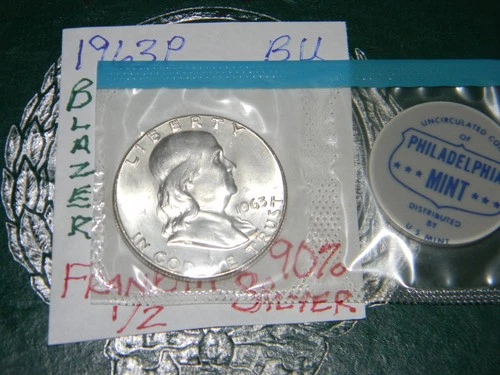 1963P BU
BLAZER
LIBERTY
1963
IN GOD WE TRUST
90%
FRANKLIN SILVER
1/2
UNCIRCULATED
OF
PHILADELPHIA
MINT
DISTRIBUTED
BY
U.S. MINT